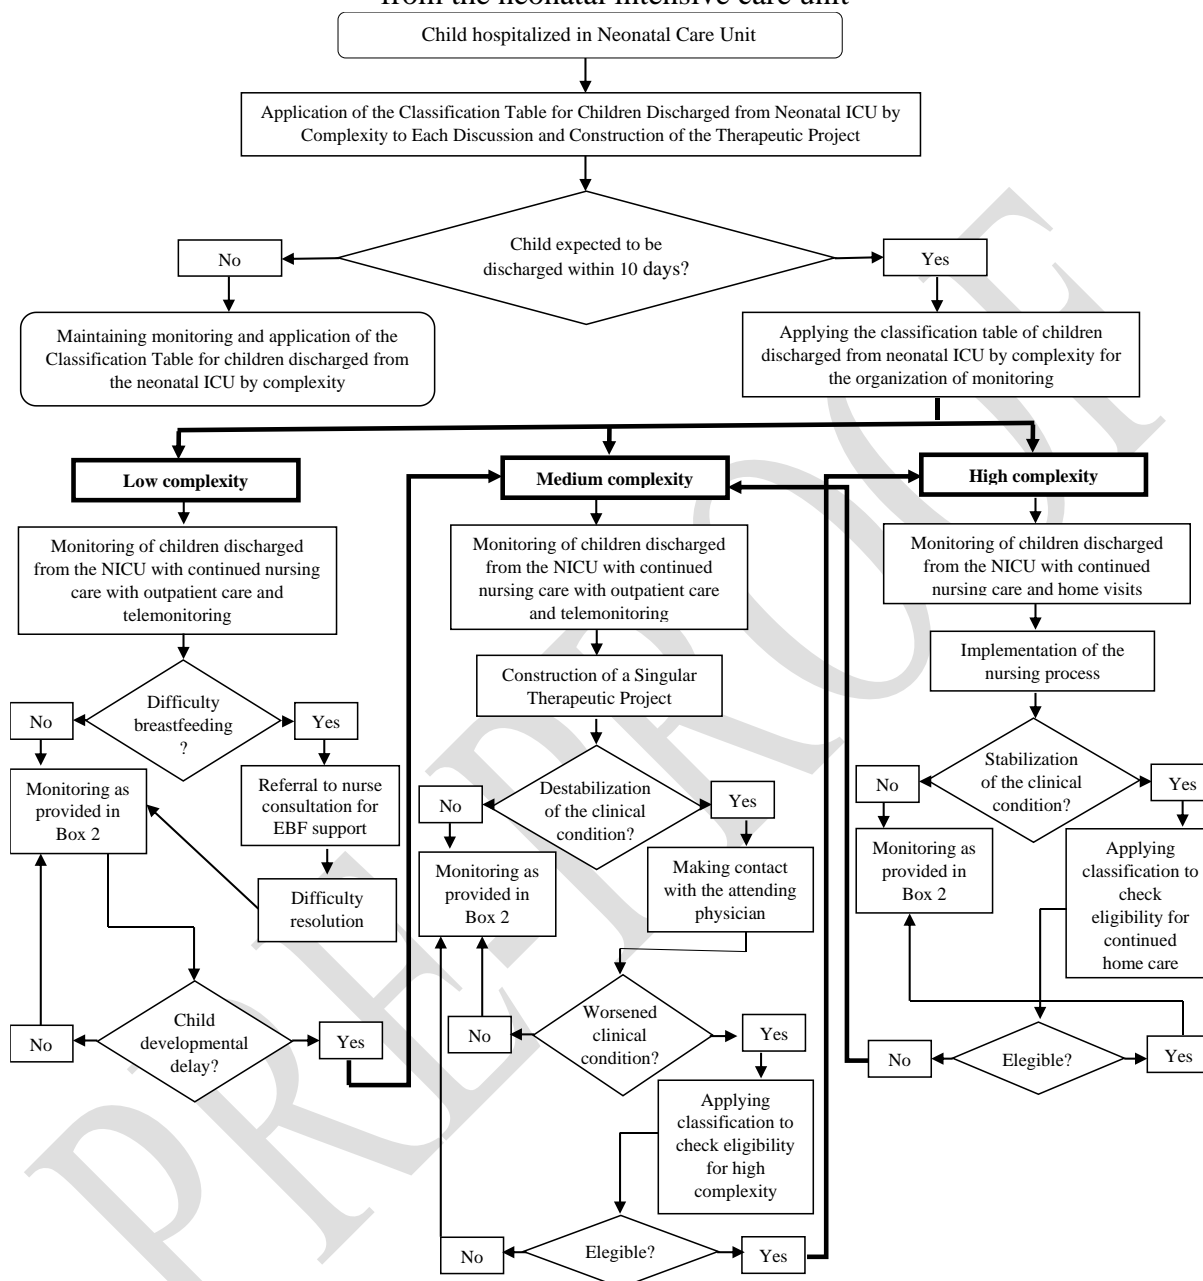 from the neonatal intensive care unit
Child hospitalized in Neonatal Care Unit
Application of the Classification Table for Children Discharged from Neonatal ICU by
Complexity to Each Discussion and Construction of the Therapeutic Project
Child expected to be
discharged within 10 days?
No
Yes
Maintaining monitoring and application of the
Classification Table for children discharged from
the neonatal ICU by complexity
Applying the classification table of children
discharged from neonatal ICU by complexity for
the organization of monitoring
Low complexity
Medium complexity
High complexity
Monitoring of children discharged
from the NICU with continued nursing
care with outpatient care and
telemonitoring
Difficulty
breastfeeding
?
No
Yes
Monitoring as
provided in
Box 2
Referral to nurse
consultation for
EBF support
Difficulty
resolution
Child
developmental
delay?
No
Yes
Monitoring of children discharged
from the NICU with continued
nursing care with outpatient care
and telemonitoring
Construction of a Singular
Therapeutic Project
Destabilization
of the clinical
condition?
No
Yes
Monitoring as
provided in
Box 2
Making contact
with the attending
physician
Worsened
clinical
condition?
No
Yes
Applying
classification to
check eligibility
for high
complexity
Elegible?
No
Yes
Monitoring of children discharged
from the NICU with continued
nursing care and home visits
Implementation of the
nursing process
Stabilization
of the clinical
condition?
No
Yes
Monitoring as
provided in
Box 2
Applying
classification to
check
eligibility for
continued
home care
Elegible?
No
Yes
PRE-PROOF